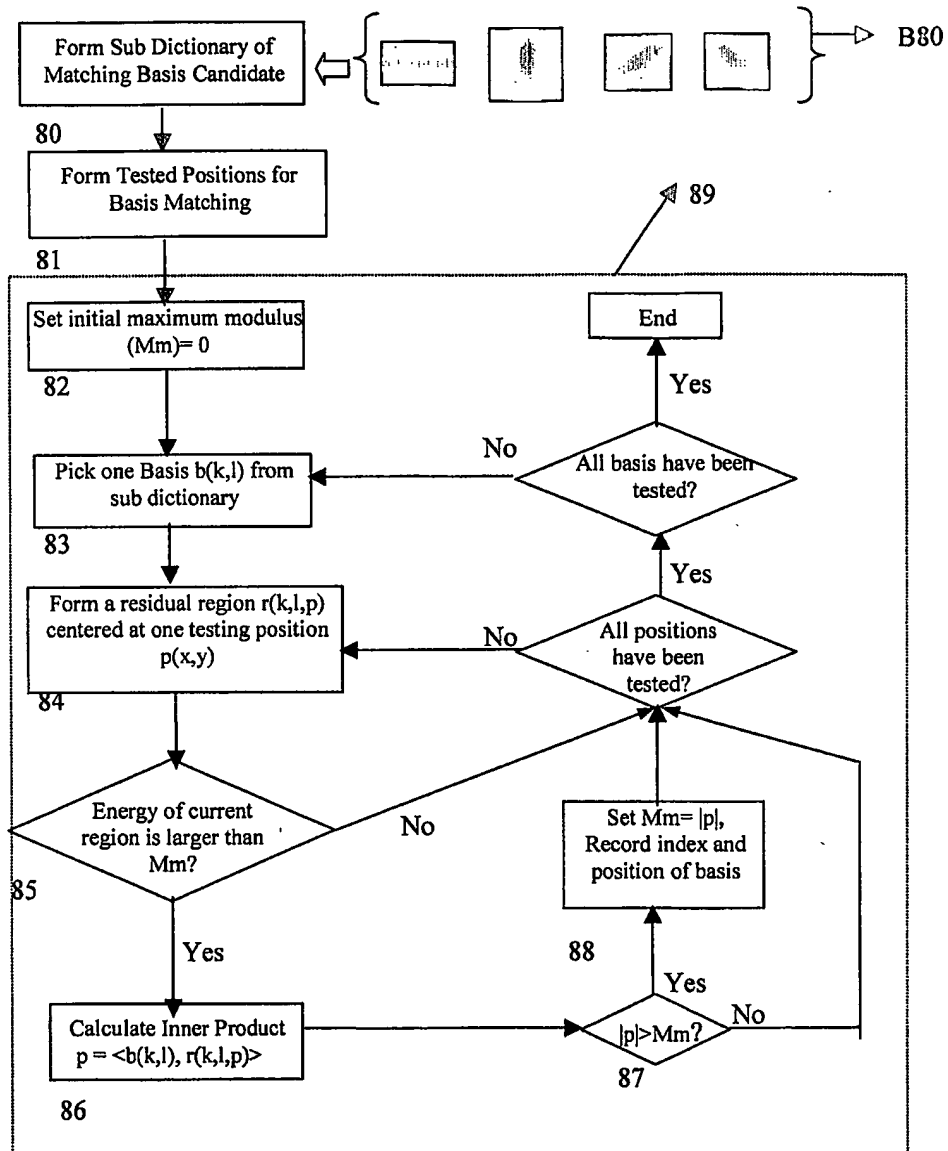 Form Sub Dictionary of
Matching Basis Candidate
B80
80
Form Tested Positions for
Basis Matching
81
89
Set initial maximum modulus
(Mm)= 0
82
End
Yes
Pick one Basis b(k,l) from
sub dictionary
83
No
All basis have been
tested?
Yes
Form a residual region r(k,l,p)
centered at one testing position
p(x,y)
84
No
All positions
have been
tested?
Energy of current
region is larger than
Mm?
85
No
Yes
Set Mm= |p|,
Record index and
position of basis
88
Yes
Calculate Inner Product
p = <b(k,l), r(k,l,p)>
86
|p|>Mm?
No
87